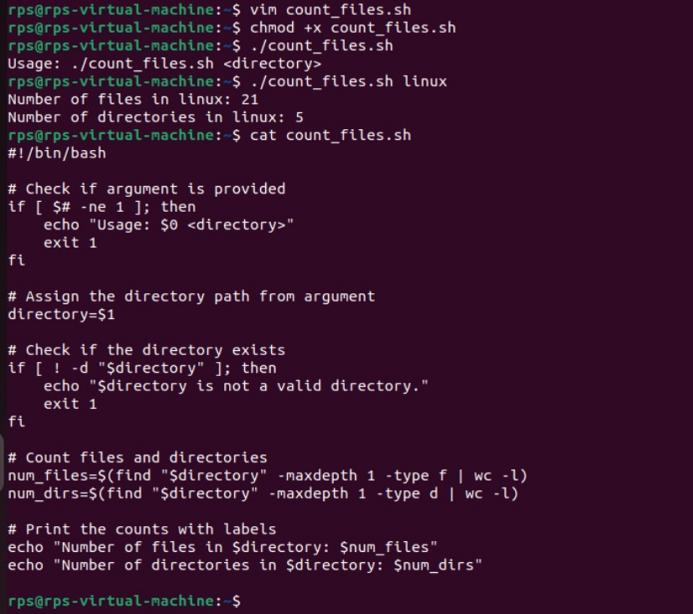 rps@rps-virtual-machine:~$ vim count_files.sh
rps@rps-virtual-machine:~$ chmod +x count_files.sh
rps@rps-virtual-machine:~$ ./count_files.sh
Usage: ./count_files.sh <directory>
rps@rps-virtual-machine:~$ ./count_files.sh linux
Number of files in linux: 21
Number of directories in linux: 5
rps@rps-virtual-machine:~$ cat count_files.sh
#!/bin/bash

# Check if argument is provided
if [ $# -ne 1 ]; then
    echo "Usage: $0 <directory>"
    exit 1
fi

# Assign the directory path from argument
directory=$1

# Check if the directory exists
if [ ! -d "$directory" ]; then
    echo "$directory is not a valid directory."
    exit 1
fi

# Count files and directories
num_files=$(find "$directory" -maxdepth 1 -type f | wc -l)
num_dirs=$(find "$directory" -maxdepth 1 -type d | wc -l)

# Print the counts with labels
echo "Number of files in $directory: $num_files"
echo "Number of directories in $directory: $num_dirs"

rps@rps-virtual-machine:~$